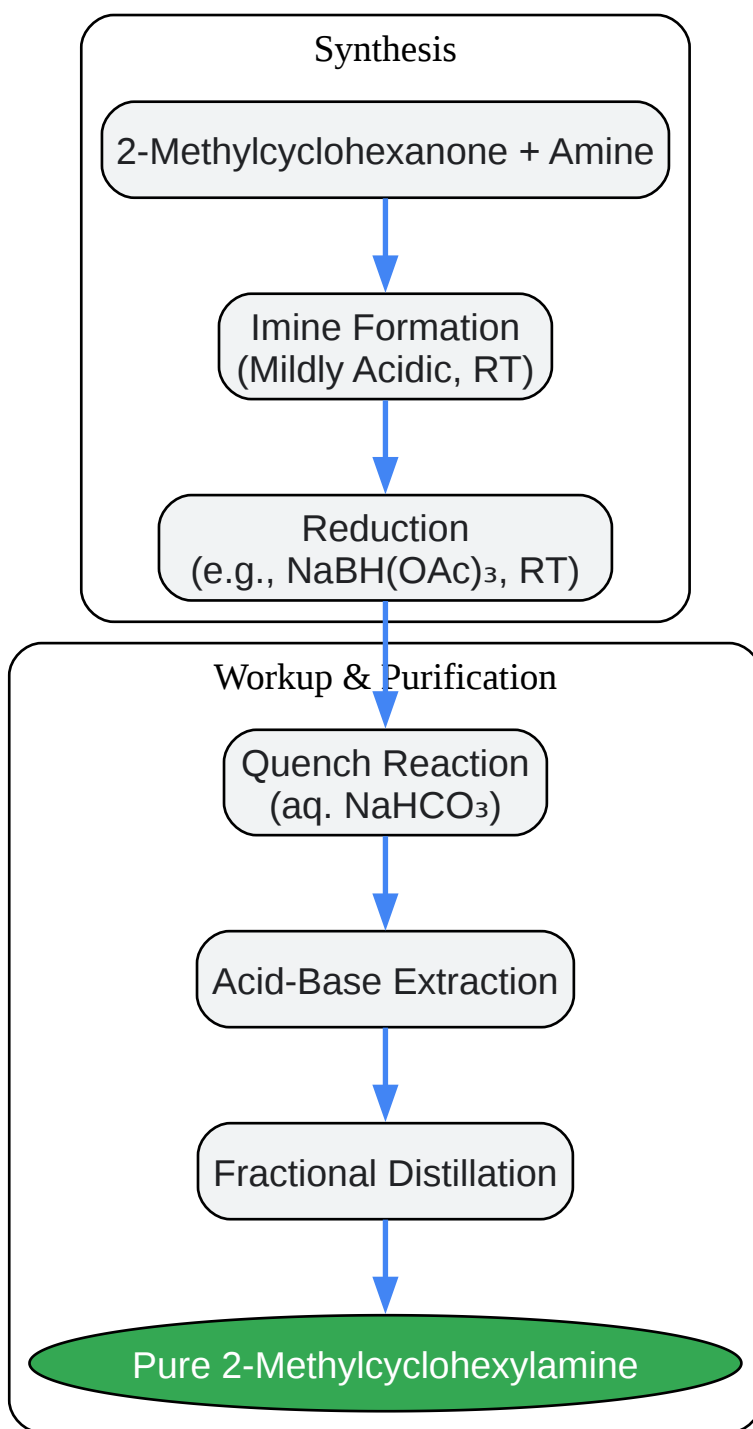 Synthesis
2-Methylcyclohexanone + Amine
Imine Formation
(Mildly Acidic, RT)
Reduction
(e.g., NaBH(OAc)₃, RT)
Workup & Purification
Quench Reaction
(aq. NaHCO₃)
Acid-Base Extraction
Fractional Distillation
Pure 2-Methylcyclohexylamine